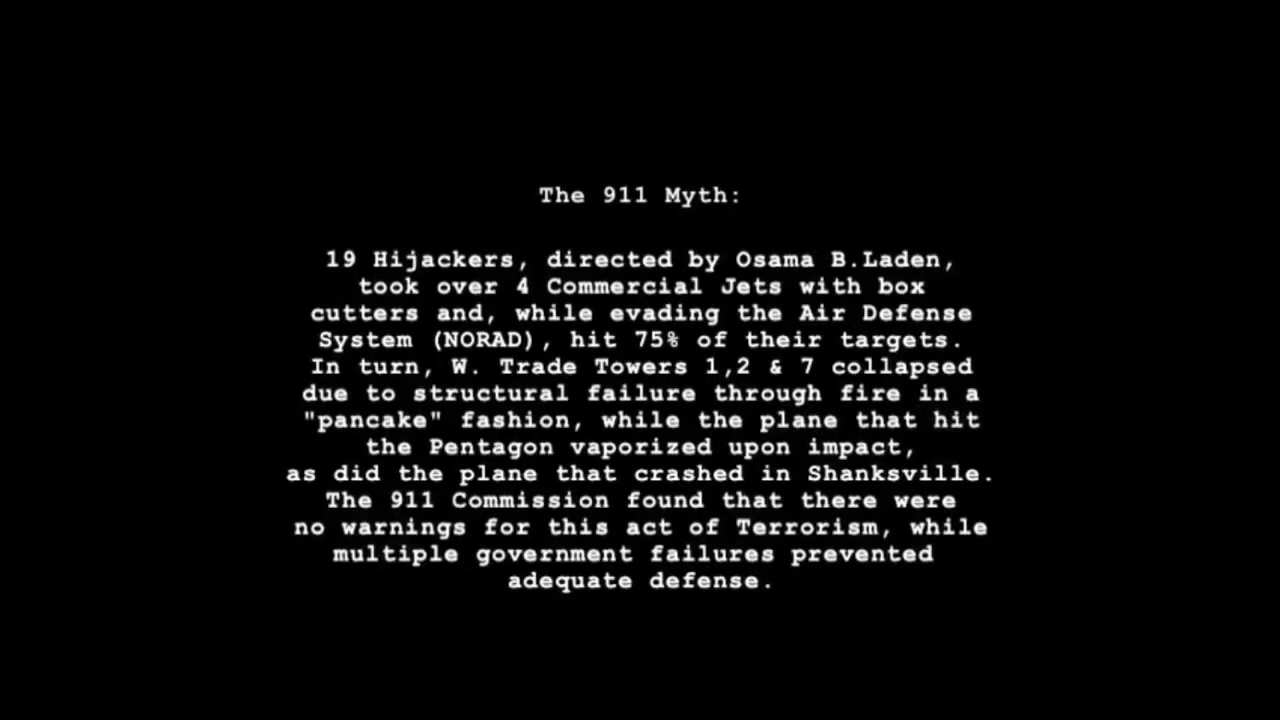 The 911 Myth:
19 Hijackers, directed by Osama B.Laden,
took over 4 Commercial Jets with box
cutters and, while evading the Air Defense
System (NORAD), hit 75% of their targets.
In turn, W. Trade Towers 1,2 & 7 collapsed
due to structural failure through fire in a
"pancake" fashion, while the plane that hit
the Pentagon vaporized upon impact,
as did the plane that crashed in Shanksville.
The 911 Commission found that there were
no warnings for this act of Terrorism, while
multiple government failures prevented
adequate defense.